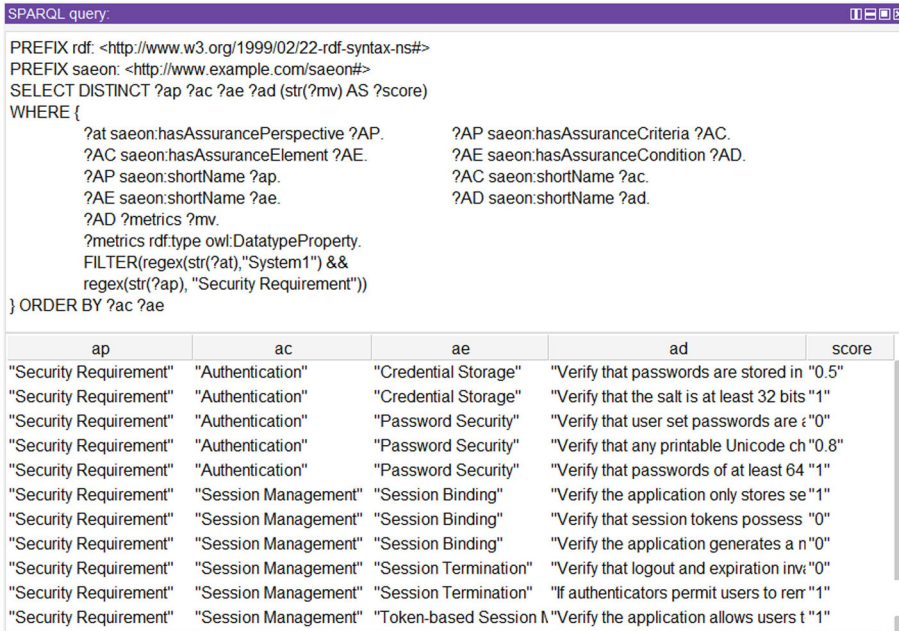 SPARQL query:
PREFIX rdf: <http://www.w3.org/1999/02/22-rdf-syntax-ns#>
PREFIX saeon: <http://www.example.com/saeon#>
SELECT DISTINCT ?ap ?ac ?ae ?ad (str(?mv) AS ?score)
WHERE {
?at saeon:hasAssurancePerspective ?AP. ?AP saeon:hasAssuranceCriteria ?AC.
?AC saeon:hasAssuranceElement ?AE. ?AE saeon:hasAssuranceCondition ?AD.
?AP saeon:shortName ?ap. ?AC saeon:shortName ?ac.
?AE saeon:shortName ?ae. ?AD saeon:shortName ?ad.
?AD ?metrics ?mv.
?metrics rdf:type owl:DatatypeProperty.
FILTER(regex(str(?at),"System1") &&
regex(str(?ap), "Security Requirement"))
} ORDER BY ?ac ?ae
ap ac ae ad score
"Security Requirement" "Authentication" "Credential Storage" "Verify that passwords are stored in "0.5"
"Security Requirement" "Authentication" "Credential Storage" "Verify that the salt is at least 32 bits "1"
"Security Requirement" "Authentication" "Password Security" "Verify that user set passwords are "0"
"Security Requirement" "Authentication" "Password Security" "Verify that any printable Unicode ch "0.8"
"Security Requirement" "Authentication" "Password Security" "Verify that passwords of at least 64 "1"
"Security Requirement" "Session Management" "Session Binding" "Verify the application only stores se "1"
"Security Requirement" "Session Management" "Session Binding" "Verify that session tokens possess "0"
"Security Requirement" "Session Management" "Session Binding" "Verify the application generates a n "0"
"Security Requirement" "Session Management" "Session Termination" "Verify that logout and expiration "0"
"Security Requirement" "Session Management" "Session Termination" "If authenticators permit users to "1"
"Security Requirement" "Session Management" "Token-based Session "Verify the application allows users t "1"